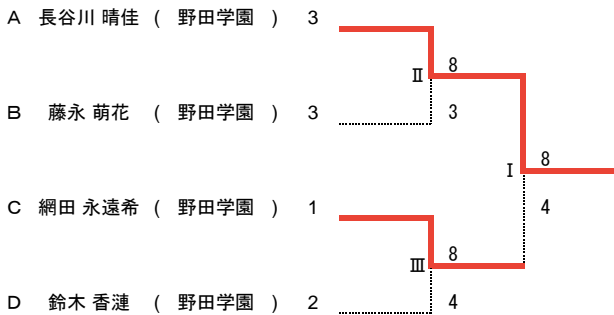 A 長谷川 晴佳 ( 野田学園 ) 3
8
Ⅱ
B 藤永 萌花 ( 野田学園 ) 3
3
8
Ⅰ
C 網田 永遠希 ( 野田学園 ) 1
4
8
Ⅲ
D 鈴木 香漣 ( 野田学園 ) 2
4